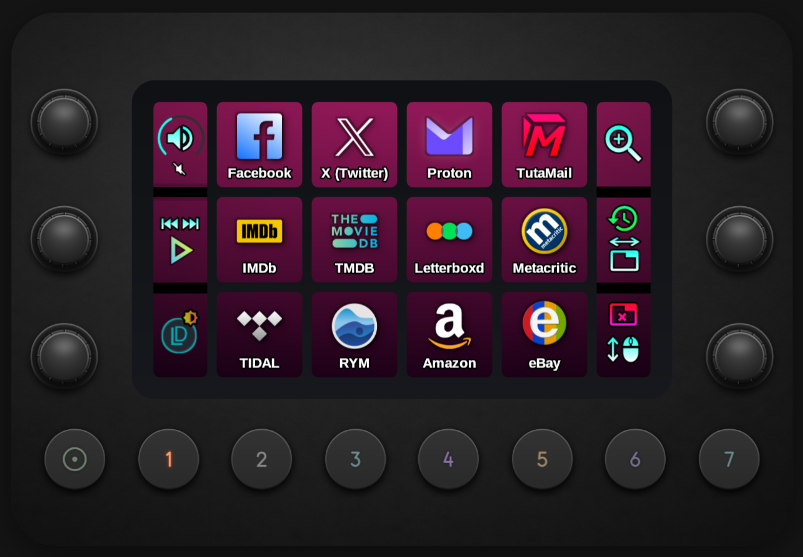 Facebook
X (Twitter)
Proton
TutaMail
IMDb
THE
MOVIE
DB
m
metacritic
IMDb
TMDB
Letterboxd
Metacritic
a
e
TIDAL
RYM
Amazon
eBay
1
2
3
4
5
6
7